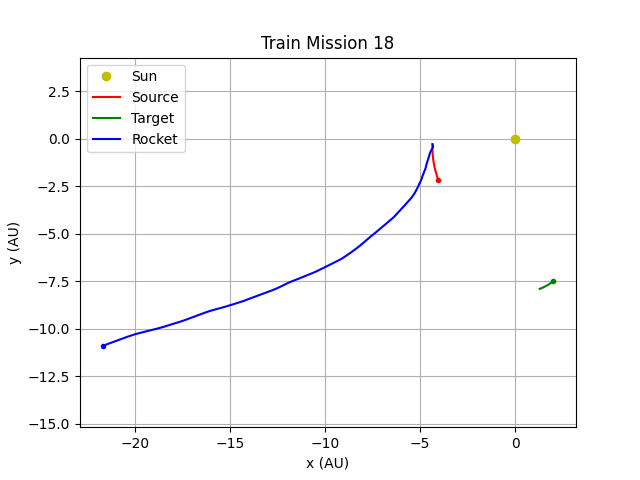 Train Mission 18
Sun
Source
Target
Rocket
2.5
0.0
−2.5
−5.0
−7.5
−10.0
−12.5
−15.0
y (AU)
−20
−15
−10
−5
0
x (AU)